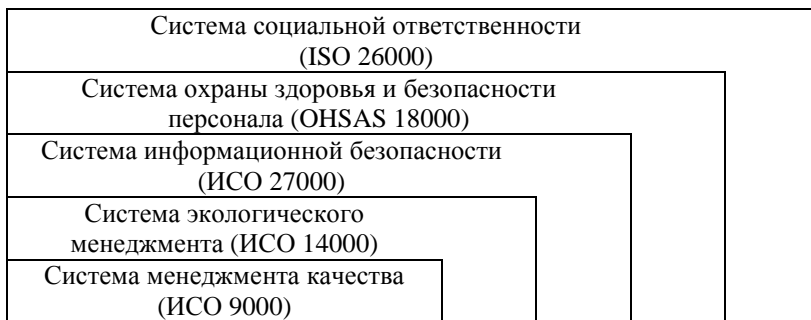 Система социальной ответственности
(ISO 26000)
Система охраны здоровья и безопасности
персонала (OHSAS 18000)
Система информационной безопасности
(ИСО 27000)
Система экологического
менеджмента (ИСО 14000)
Система менеджмента качества
(ИСО 9000)